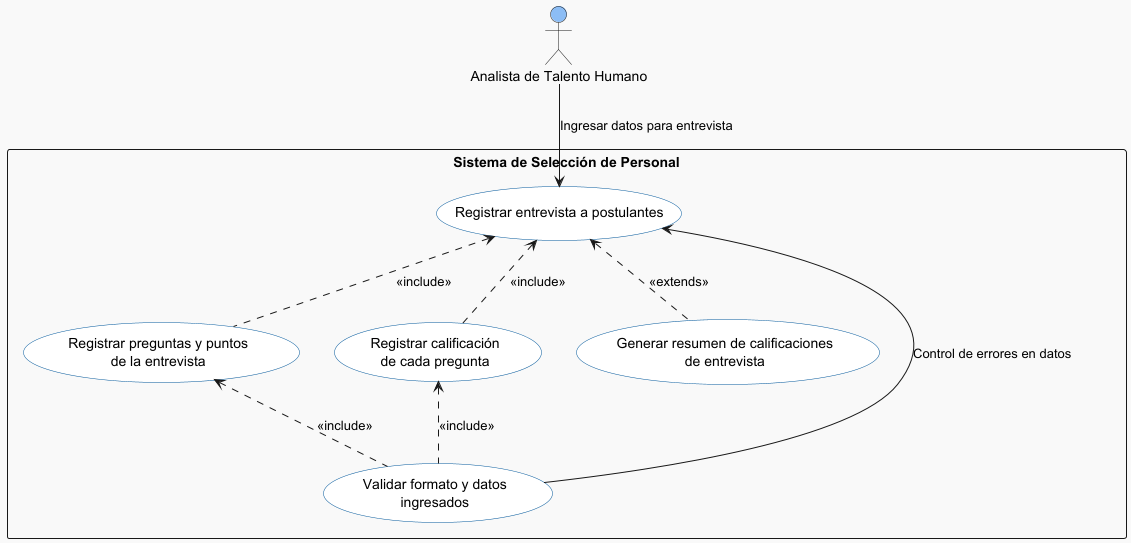 Analista de Talento Humano
Ingresar datos para entrevista
Sistema de Selección de Personal
Registrar entrevista a postulantes
«include»
«include»
«extends»
Registrar preguntas y puntos
de la entrevista
Registrar calificación
de cada pregunta
Generar resumen de calificaciones
de entrevista
Control de errores en datos
«include»
«include»
Validar formato y datos
ingresados